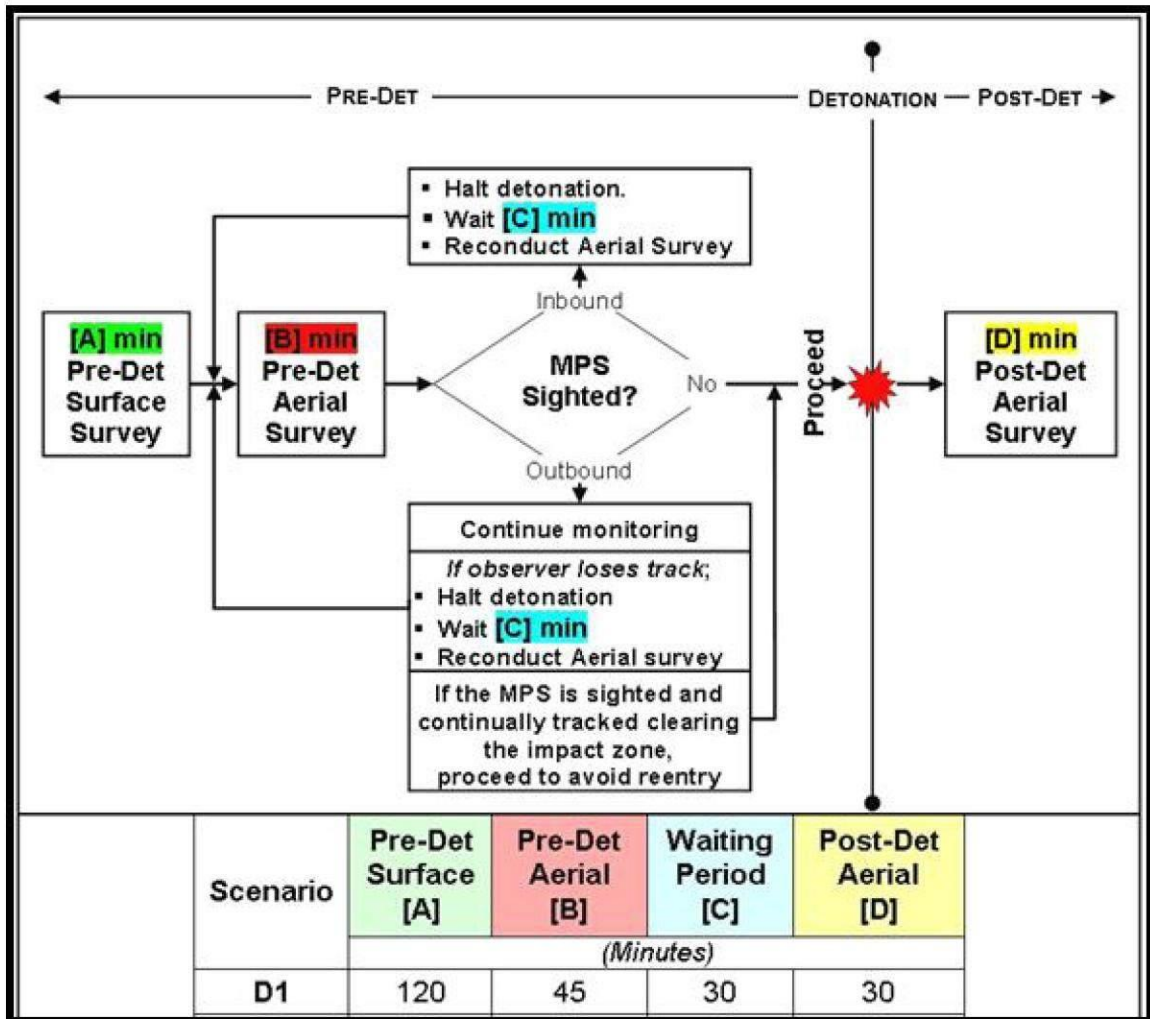 PRE-DET
DETONATION
POST-DET
▪ Halt detonation.
▪ Wait [C] min
▪ Reconduct Aerial Survey
Inbound
[A] min
Pre-Det
Surface
Survey
[B] min
Pre-Det
Aerial
Survey
MPS
Sighted?
No
Proceed
[D] min
Post-Det
Aerial
Survey
Outbound
Continue monitoring
If observer loses track;
▪ Halt detonation
▪ Wait [C] min
▪ Reconduct Aerial survey
If the MPS is sighted and
continually tracked clearing
the impact zone,
proceed to avoid reentry
Scenario
Pre-Det
Surface
[A]
Pre-Det
Aerial
[B]
Waiting
Period
[C]
Post-Det
Aerial
[D]
(Minutes)
D1 120 45 30 30